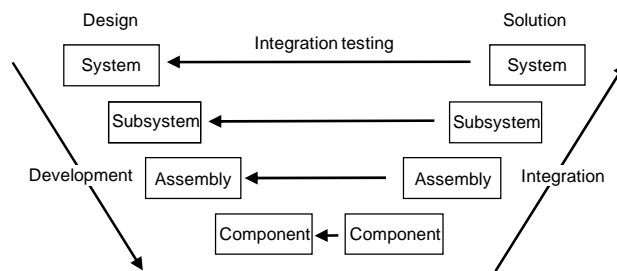 Design
Solution
Integration testing
System
System
Subsystem
Subsystem
Development
Assembly
Assembly
Integration
Component
Component